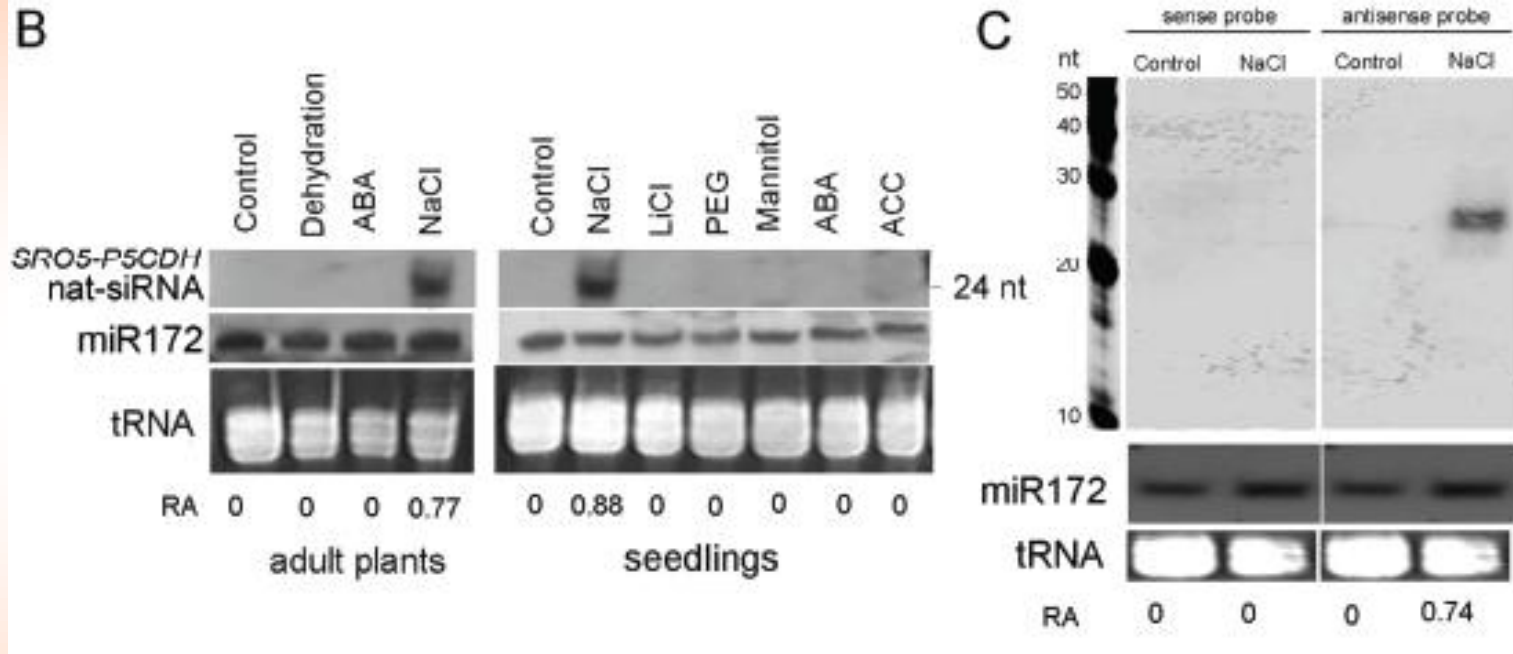 B
Control Dehydration ABA NaCl Control NaCl LiCl PEG Mannitol ABA ACC
SRO5-P5CDH
nat-siRNA
24 nt
miR172
tRNA
RA 0 0 0 0.77 0 0.88 0 0 0 0 0
adult plants seedlings
C
sense probe antisense probe
nt Control NaCl Control NaCl
50
40
30
20
10
miR172
tRNA
RA 0 0 0 0.74